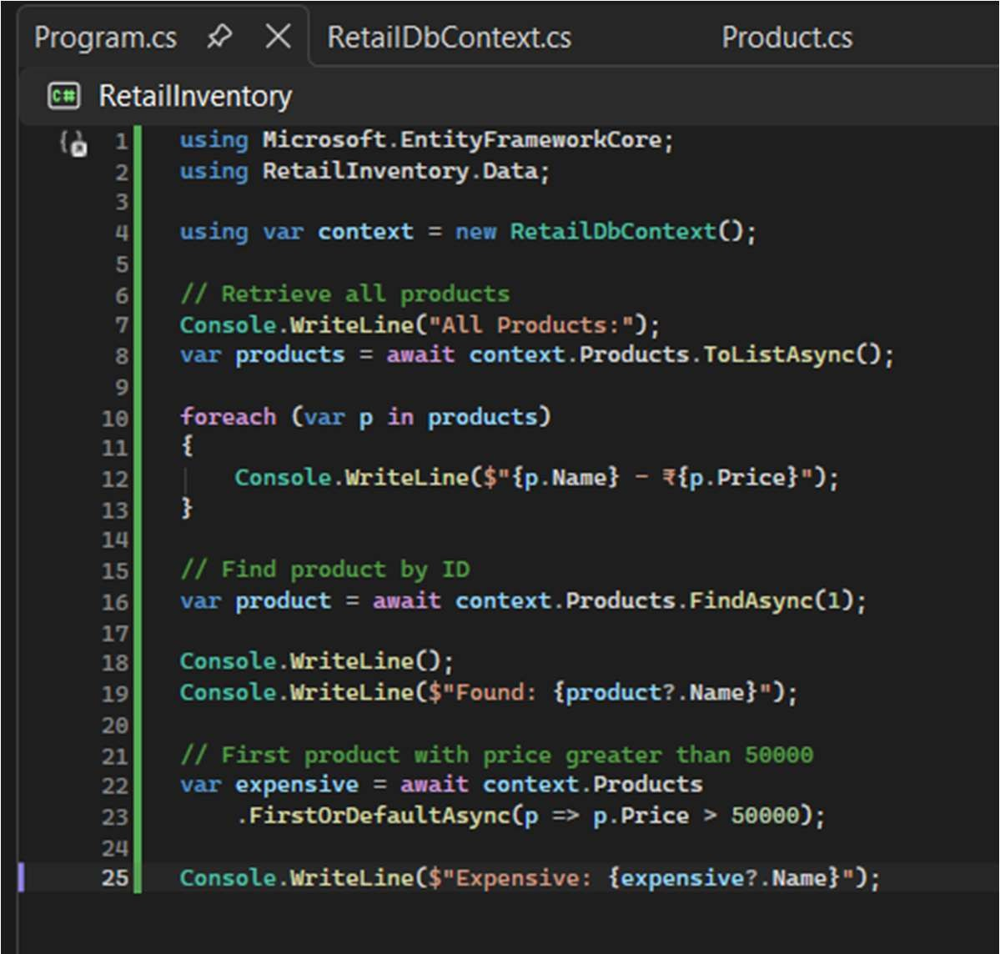 Program.cs RetailDbContext.cs Product.cs
C# RetailInventory
1 using Microsoft.EntityFrameworkCore;
2 using RetailInventory.Data;
3
4 using var context = new RetailDbContext();
5
6 // Retrieve all products
7 Console.WriteLine("All Products:");
8 var products = await context.Products.ToListAsync();
9
10 foreach (var p in products)
11 {
12     Console.WriteLine($"{p.Name} - ₹{p.Price}");
13 }
14
15 // Find product by ID
16 var product = await context.Products.FindAsync(1);
17
18 Console.WriteLine();
19 Console.WriteLine($"Found: {product?.Name}");
20
21 // First product with price greater than 50000
22 var expensive = await context.Products
23     .FirstOrDefaultAsync(p => p.Price > 50000);
24
25 Console.WriteLine($"Expensive: {expensive?.Name}");